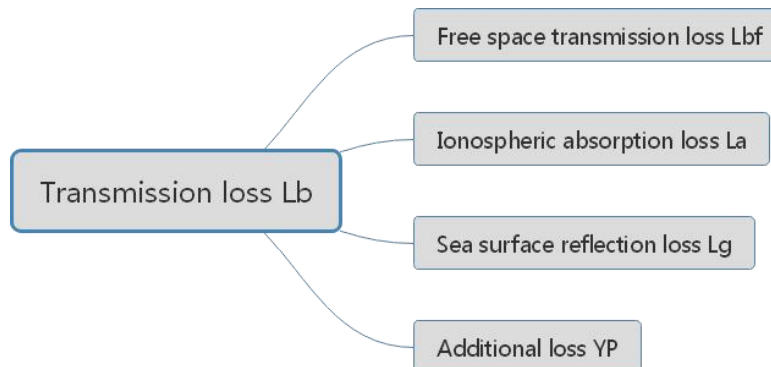 Free space transmission loss Lbf
Ionospheric absorption loss La
Transmission loss Lb
Sea surface reflection loss Lg
Additional loss YP